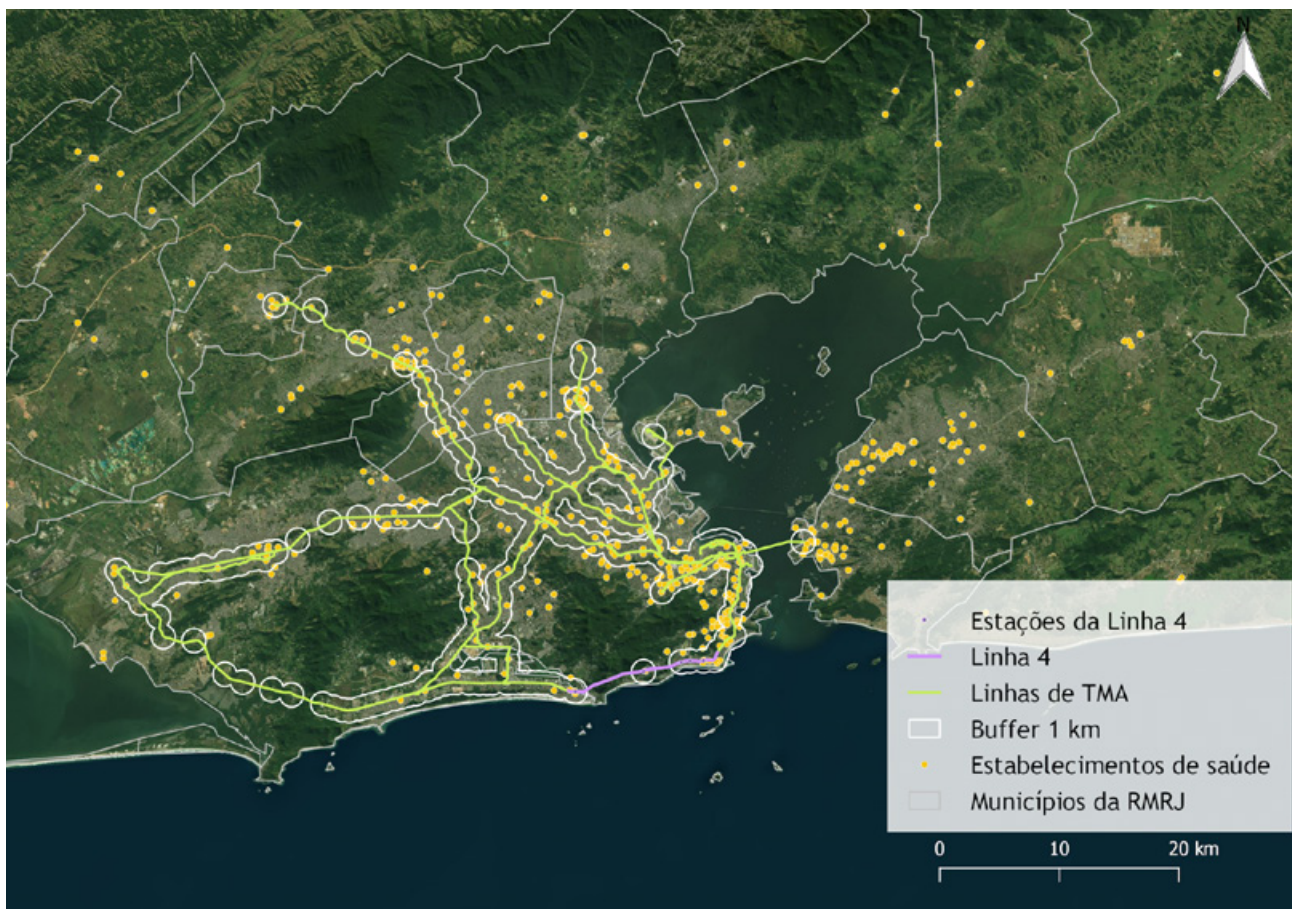 N
Estações da Linha 4
Linha 4
Linhas de TMA
Buffer 1 km
Estabelecimentos de saúde
Municípios da RMRJ
0 10 20 km